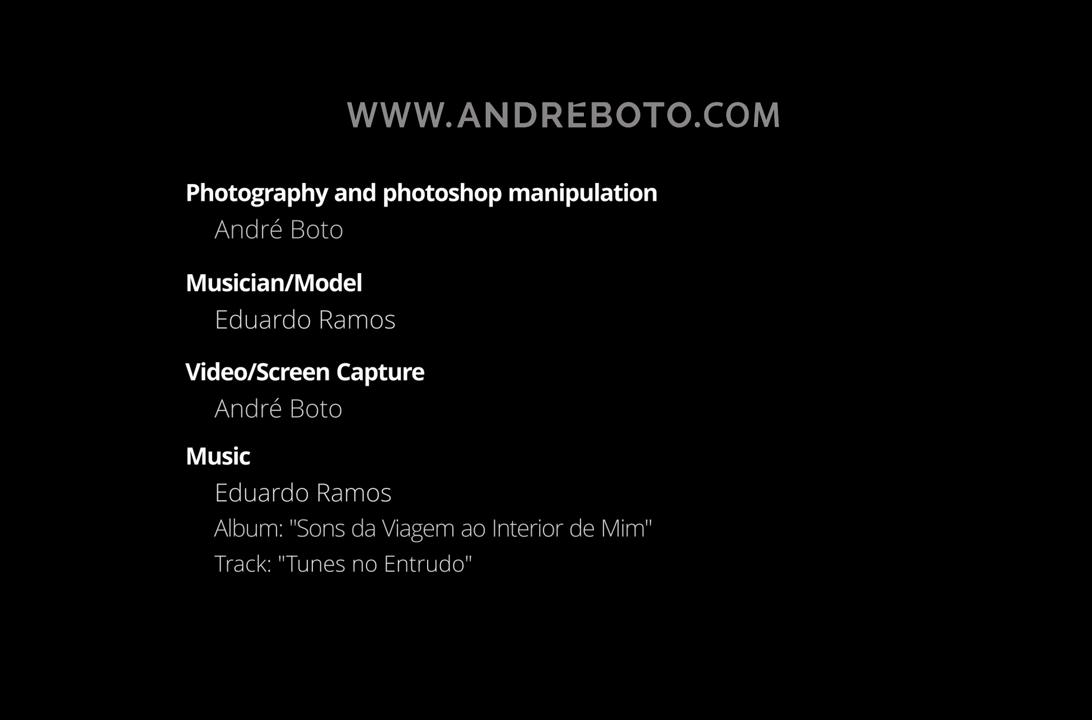 WWW.ANDRÉBOTO.COM
Photography and photoshop manipulation
André Boto
Musician/Model
Eduardo Ramos
Video/Screen Capture
André Boto
Music
Eduardo Ramos
Album: "Sons da Viagem ao Interior de Mim"
Track: "Tunes no Entrudo"